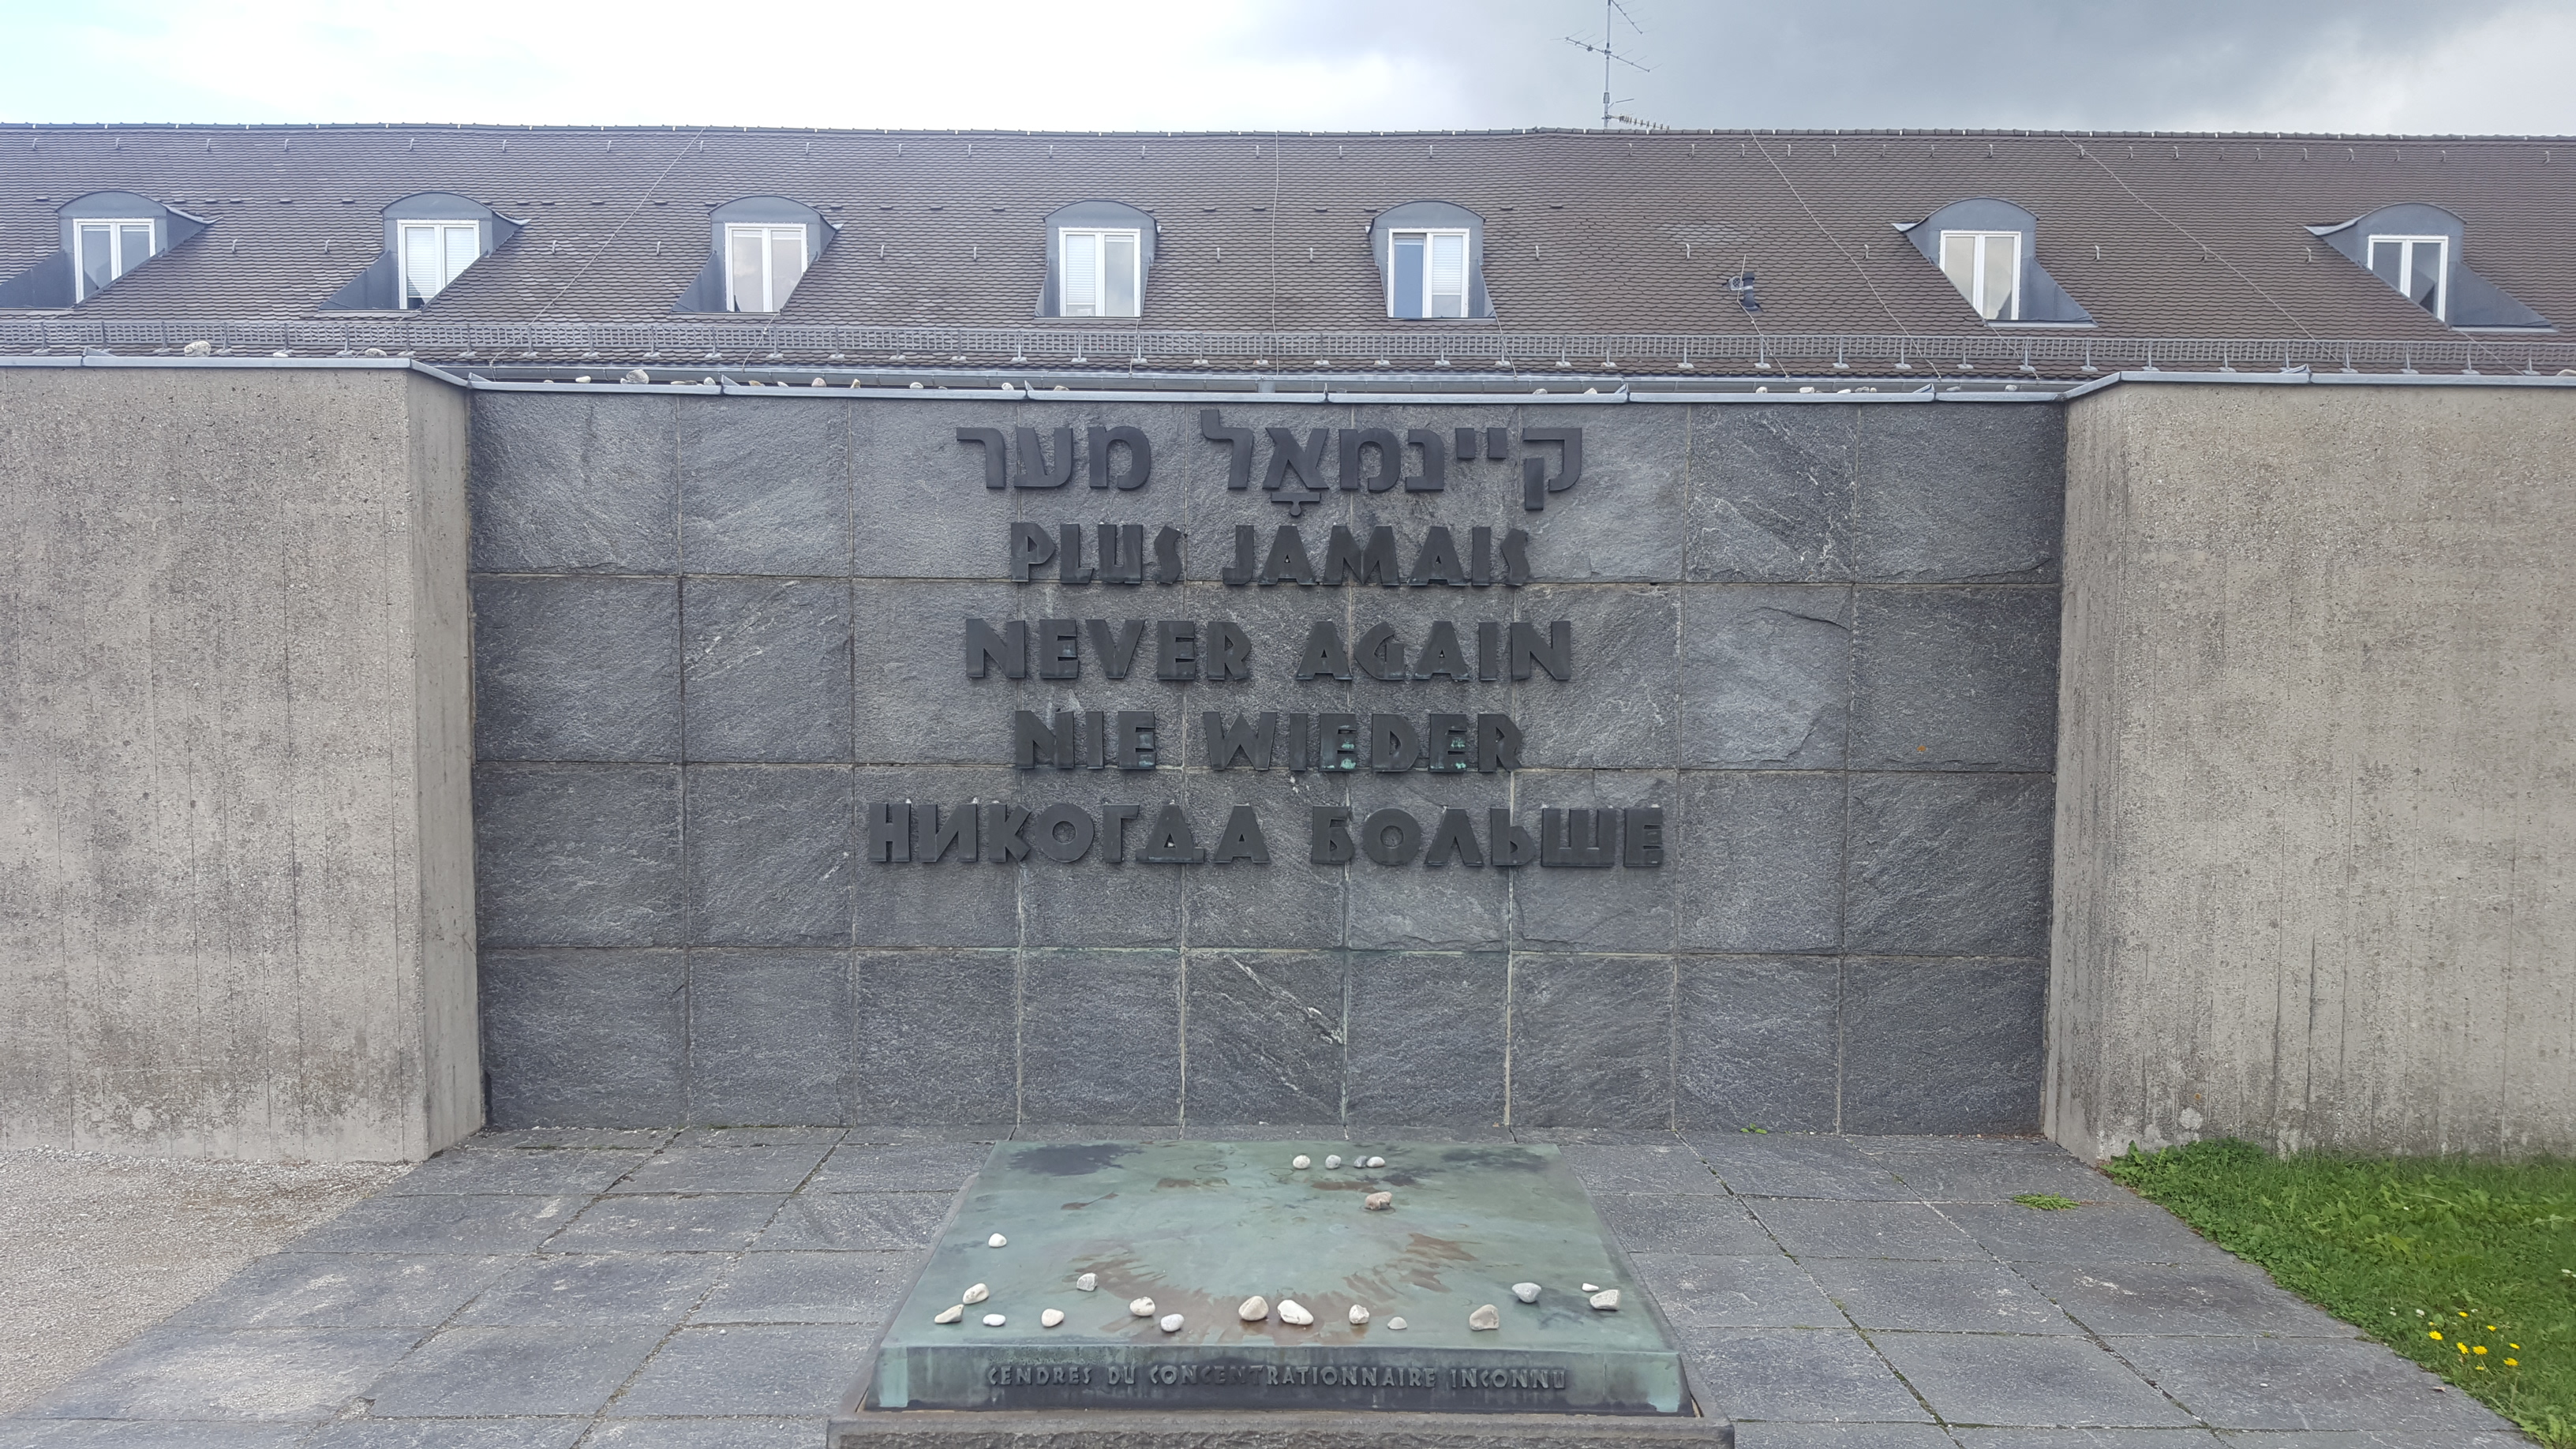 קיינמאָל מער
PLUS JAMAIS
NEVER AGAIN
NIE WIEDER
НИКОГДА БОЛЬШЕ
CENDRES DU CONCENTRATIONNAIRE INCONNU